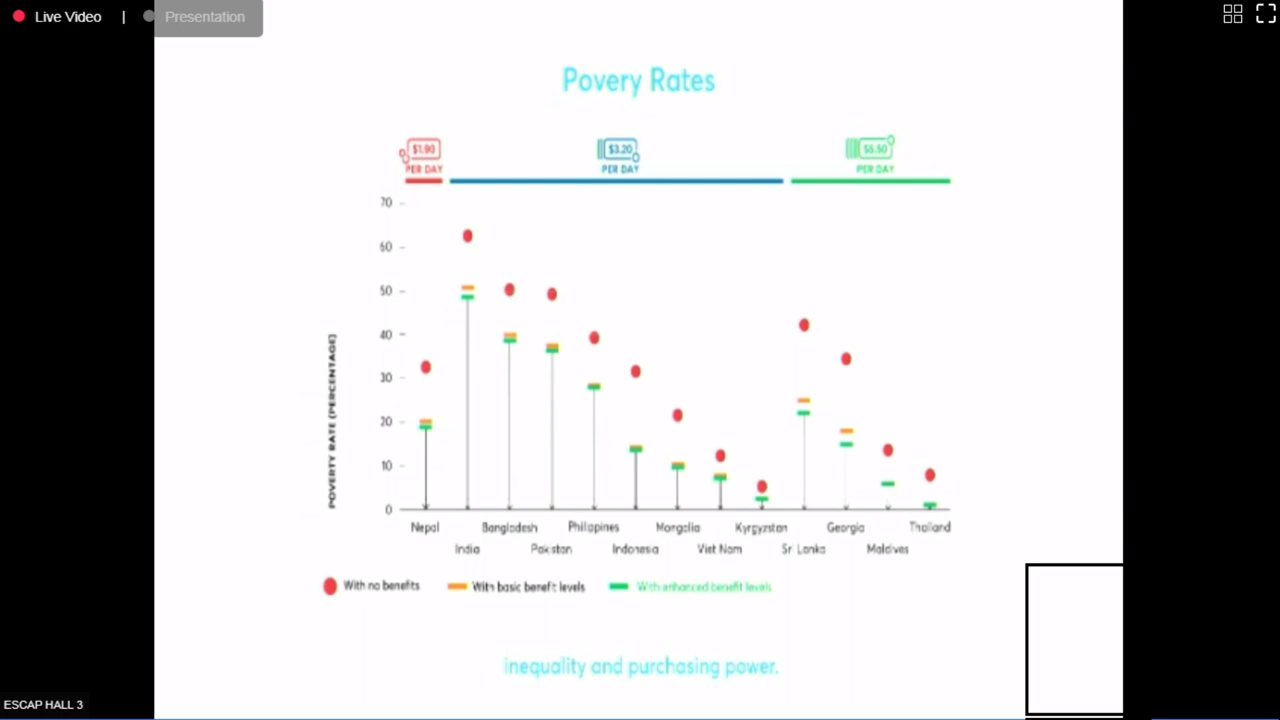 Live Video | Presentation
Povery Rates
$1.90 $3.20 $5.50
PER DAY PER DAY PER DAY
70
60
50
40
30
20
10
0
POVERTY RATE (PERCENTAGE)
Nepal Bangladesh Philippines Mongolia Kyrgyzstan Georgia Thailand
India Pakistan Indonesia Viet Nam Sri Lanka Maldives
With no benefits With basic benefit levels With enhanced benefit levels
inequality and purchasing power.
ESCAP HALL 3